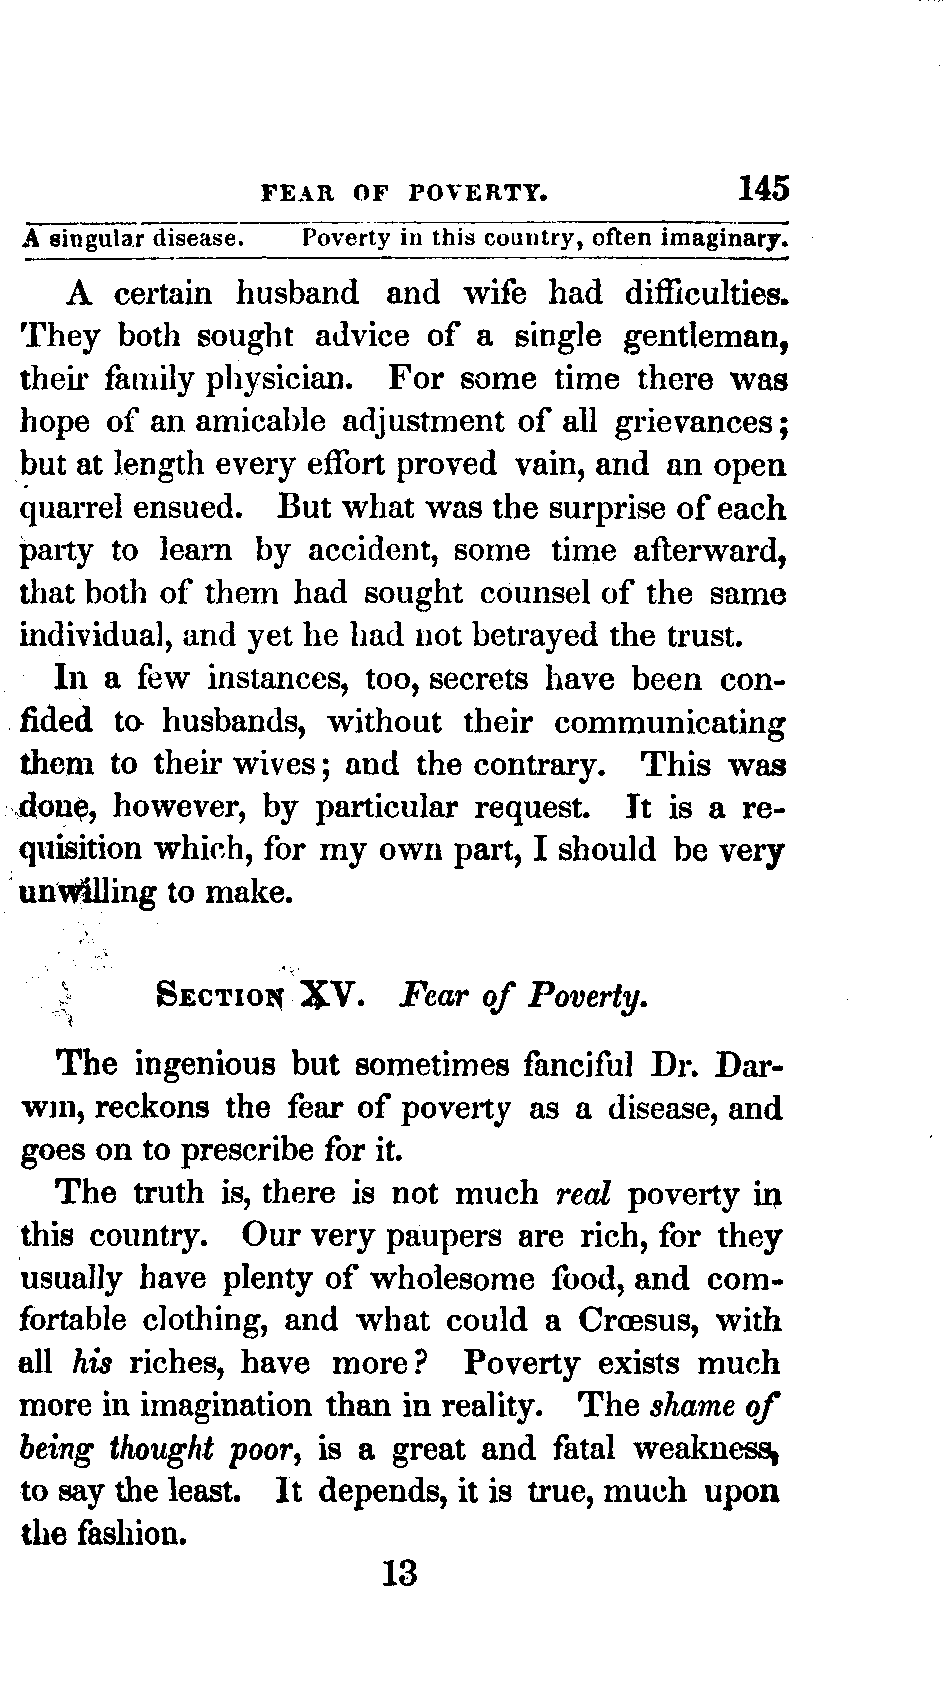 FEAR OF POVERTY. 145
A singular disease. Poverty in this country, often imaginary.
A certain husband and wife had difficulties.
They both sought advice of a single gentleman,
their family physician. For some time there was
hope of an amicable adjustment of all grievances;
but at length every effort proved vain, and an open
quarrel ensued. But what was the surprise of each
party to learn by accident, some time afterward,
that both of them had sought counsel of the same
individual, and yet he had not betrayed the trust.
In a few instances, too, secrets have been con-
fided to husbands, without their communicating
them to their wives; and the contrary. This was
done, however, by particular request. It is a re-
quisition which, for my own part, I should be very
unwilling to make.
SECTION XV. Fear of Poverty.
The ingenious but sometimes fanciful Dr. Dar-
win, reckons the fear of poverty as a disease, and
goes on to prescribe for it.
The truth is, there is not much real poverty in
this country. Our very paupers are rich, for they
usually have plenty of wholesome food, and com-
fortable clothing, and what could a Crœsus, with
all his riches, have more? Poverty exists much
more in imagination than in reality. The shame of
being thought poor, is a great and fatal weakness,
to say the least. It depends, it is true, much upon
the fashion.
13